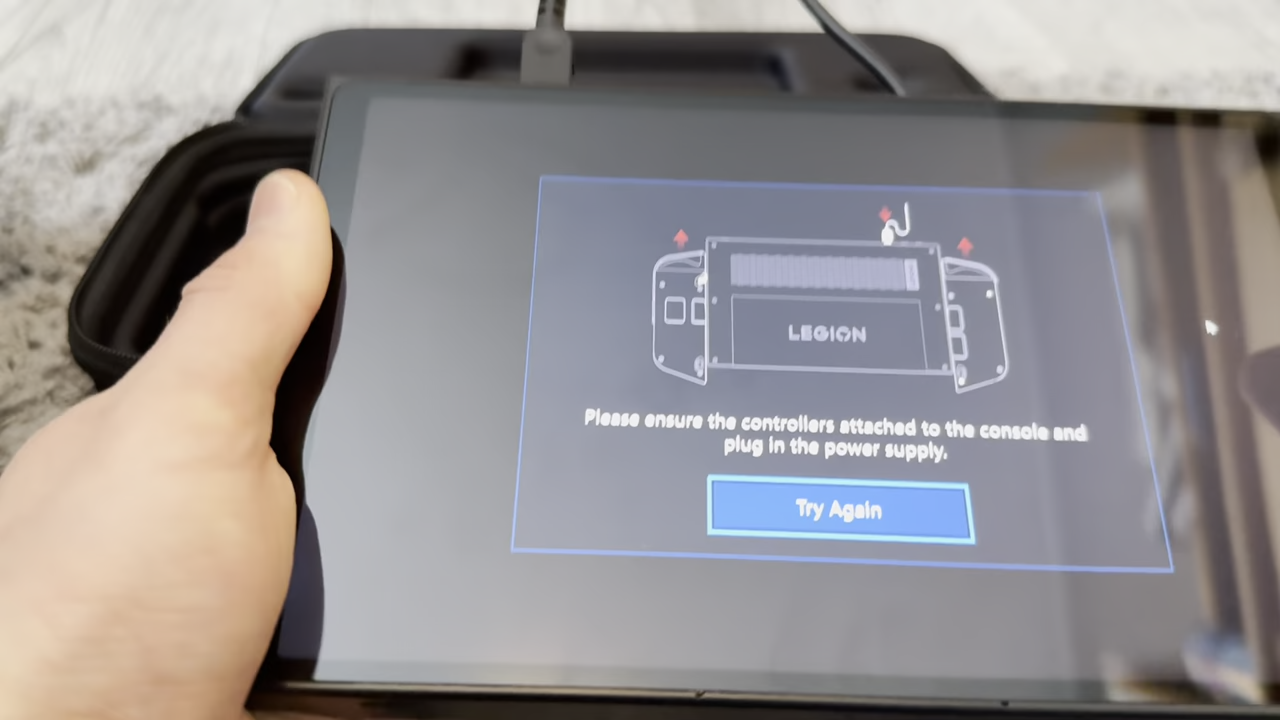 LEGION
Please ensure the controllers attached to the console and
plug in the power supply.
Try Again